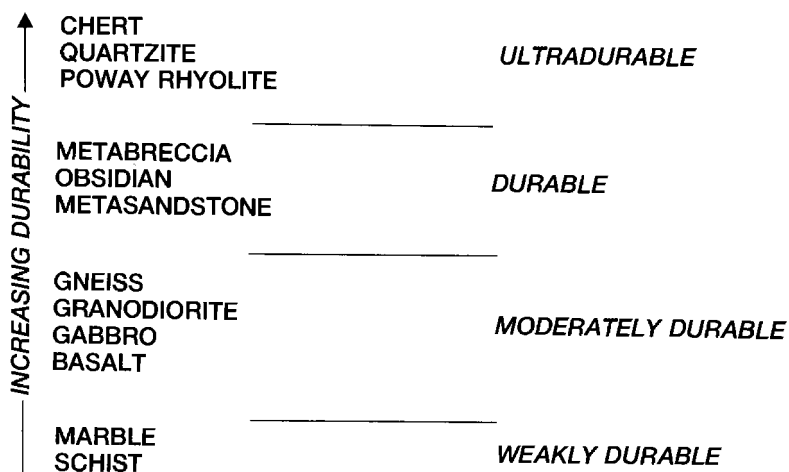 INCREASING DURABILITY
CHERT
QUARTZITE
POWAY RHYOLITE
ULTRADURABLE
METABRECCIA
OBSIDIAN
METASANDSTONE
DURABLE
GNEISS
GRANODIORITE
GABBRO
BASALT
MODERATELY DURABLE
MARBLE
SCHIST
WEAKLY DURABLE